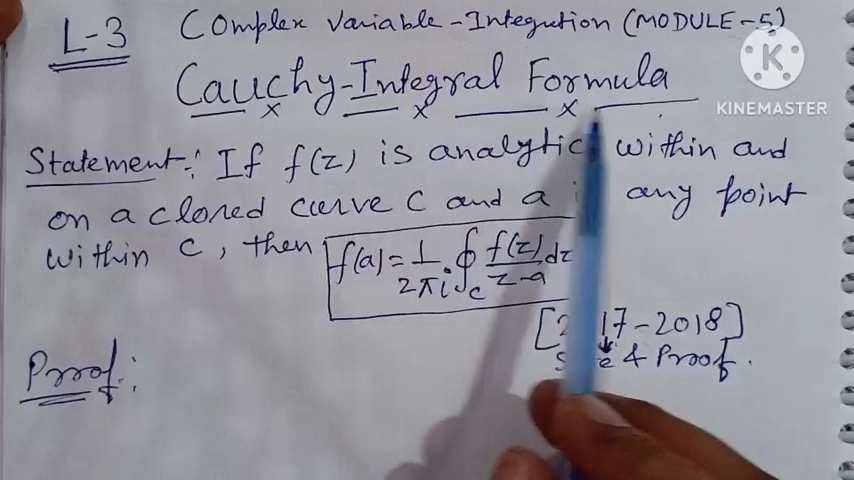 L-3 Complex Variable-Integration (MODULE-5)
K
KINEMASTER
Cauchy-Integral Formula
Statement: If f(z) is analytic within and
on a closed curve C and a any point
within C, then f(a) = 1/2πi ∮c f(z)/z-a dz
17-2018]
& Proof.
Proof: